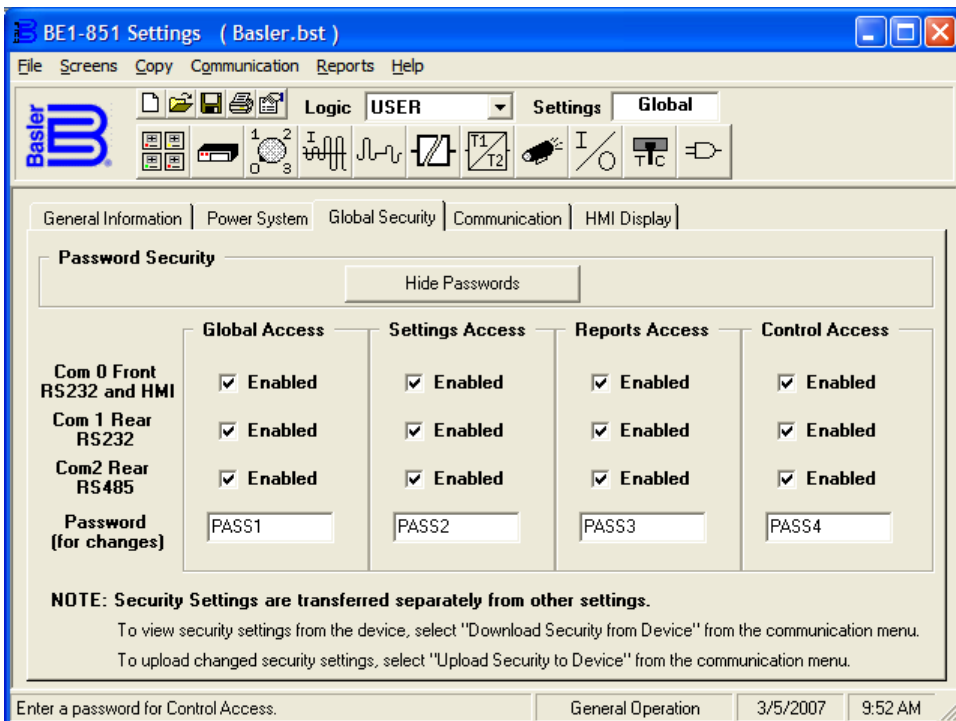 BE1-851 Settings ( Basler.bst )
File Screens Copy Communication Reports Help
Basler
Logic USER Settings Global
1 2 0 3 I T1 T2 I O T C
General Information Power System Global Security Communication HMI Display
Password Security
Hide Passwords
Global Access Settings Access Reports Access Control Access
Com 0 Front
RS232 and HMI
Enabled Enabled Enabled Enabled
Com 1 Rear
RS232
Enabled Enabled Enabled Enabled
Com2 Rear
RS485
Enabled Enabled Enabled Enabled
Password
(for changes)
PASS1 PASS2 PASS3 PASS4
NOTE: Security Settings are transferred separately from other settings.
To view security settings from the device, select "Download Security from Device" from the communication menu.
To upload changed security settings, select "Upload Security to Device" from the communication menu.
Enter a password for Control Access. General Operation 3/5/2007 9:52 AM